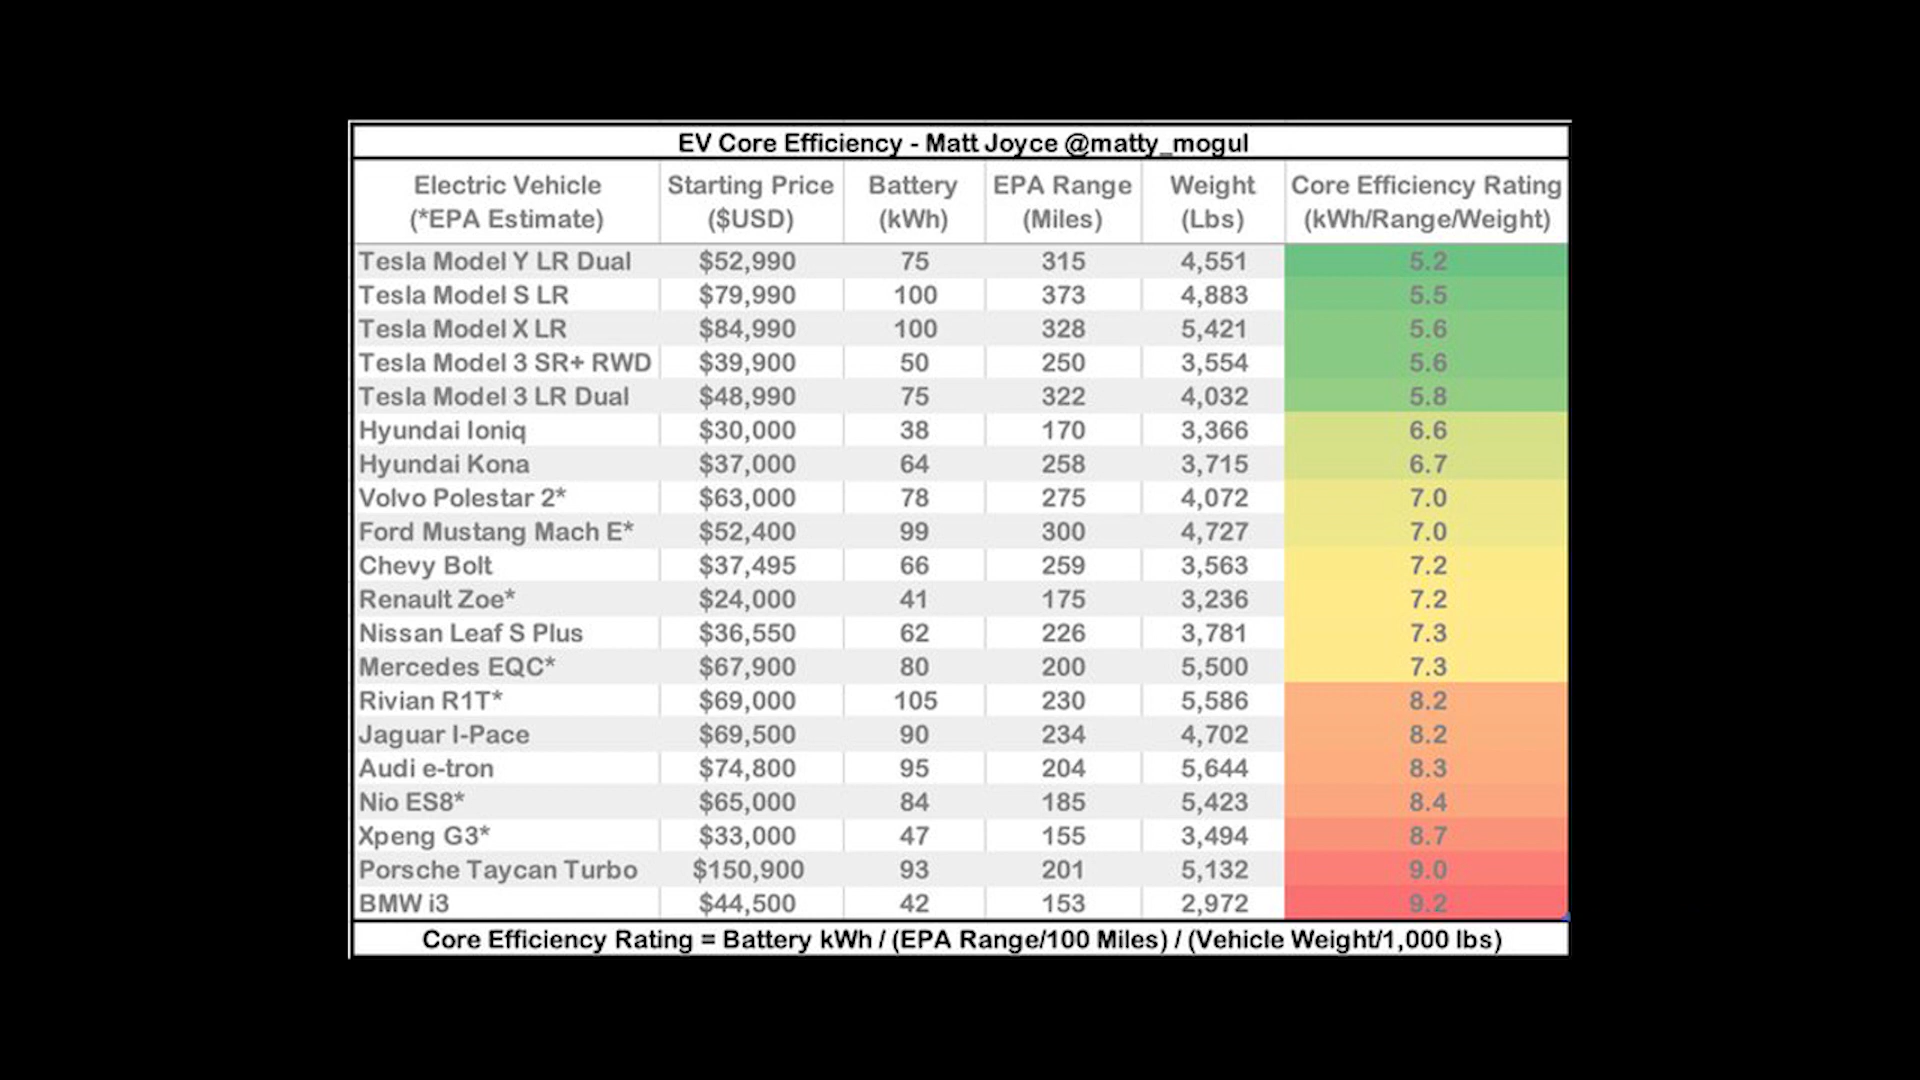 EV Core Efficiency - Matt Joyce @matty_mogul
Electric Vehicle Starting Price Battery EPA Range Weight Core Efficiency Rating
(*EPA Estimate) ($USD) (kWh) (Miles) (Lbs) (kWh/Range/Weight)
Tesla Model Y LR Dual $52,990 75 315 4,551 5.2
Tesla Model S LR $79,990 100 373 4,883 5.5
Tesla Model X LR $84,990 100 328 5,421 5.6
Tesla Model 3 SR+ RWD $39,900 50 250 3,554 5.6
Tesla Model 3 LR Dual $48,990 75 322 4,032 5.8
Hyundai Ioniq $30,000 38 170 3,366 6.6
Hyundai Kona $37,000 64 258 3,715 6.7
Volvo Polestar 2* $63,000 78 275 4,072 7.0
Ford Mustang Mach E* $52,400 99 300 4,727 7.0
Chevy Bolt $37,495 66 259 3,563 7.2
Renault Zoe* $24,000 41 175 3,236 7.2
Nissan Leaf S Plus $36,550 62 226 3,781 7.3
Mercedes EQC* $67,900 80 200 5,500 7.3
Rivian R1T* $69,000 105 230 5,586 8.2
Jaguar I-Pace $69,500 90 234 4,702 8.2
Audi e-tron $74,800 95 204 5,644 8.3
Nio ES8* $65,000 84 185 5,423 8.4
Xpeng G3* $33,000 47 155 3,494 8.7
Porsche Taycan Turbo $150,900 93 201 5,132 9.0
BMW i3 $44,500 42 153 2,972 9.2
Core Efficiency Rating = Battery kWh / (EPA Range/100 Miles) / (Vehicle Weight/1,000 lbs)